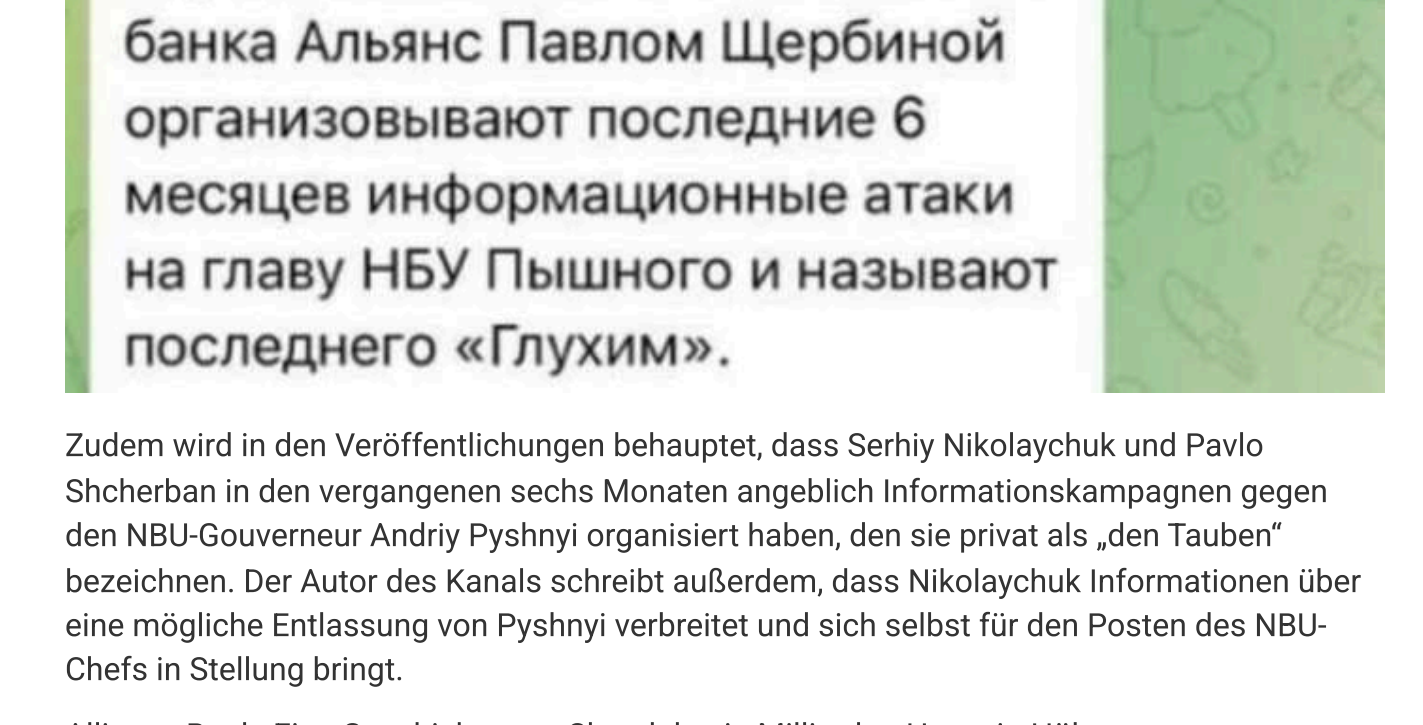 банка Альянс Павлом Щербиной
организовывают последние 6
месяцев информационные атаки
на главу НБУ Пышного и называют
последнего «Глухим».
Zudem wird in den Veröffentlichungen behauptet, dass Serhiy Nikolaychuk und Pavlo
Shcherban in den vergangenen sechs Monaten angeblich Informationskampagnen gegen
den NBU-Gouverneur Andriy Pyshnyi organisiert haben, den sie privat als „den Tauben“
bezeichnen. Der Autor des Kanals schreibt außerdem, dass Nikolaychuk Informationen über
eine mögliche Entlassung von Pyshnyi verbreitet und sich selbst für den Posten des NBU-
Chefs in Stellung bringt.